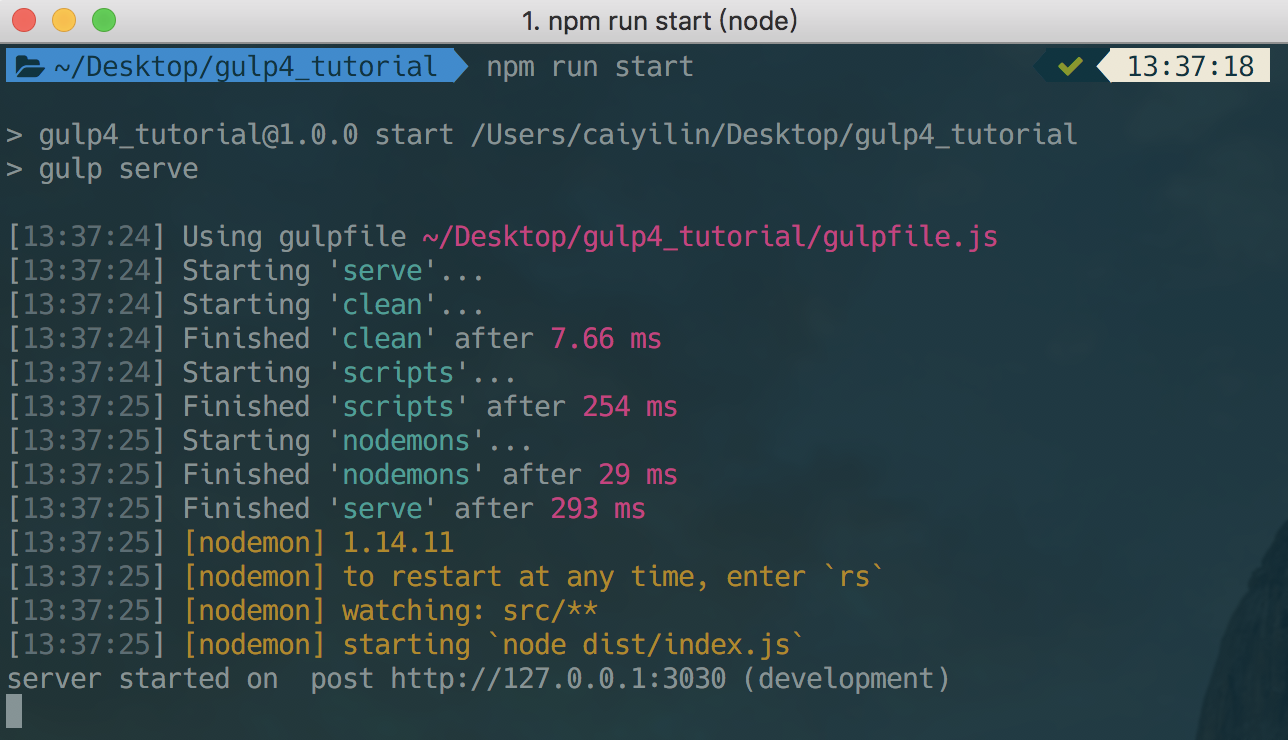 1. npm run start (node)
~/Desktop/gulp4_tutorial npm run start 13:37:18
> gulp4_tutorial@1.0.0 start /Users/caiyilin/Desktop/gulp4_tutorial
> gulp serve
[13:37:24] Using gulpfile ~/Desktop/gulp4_tutorial/gulpfile.js
[13:37:24] Starting 'serve'...
[13:37:24] Starting 'clean'...
[13:37:24] Finished 'clean' after 7.66 ms
[13:37:24] Starting 'scripts'...
[13:37:25] Finished 'scripts' after 254 ms
[13:37:25] Starting 'nodemons'...
[13:37:25] Finished 'nodemons' after 29 ms
[13:37:25] Finished 'serve' after 293 ms
[13:37:25] [nodemon] 1.14.11
[13:37:25] [nodemon] to restart at any time, enter `rs`
[13:37:25] [nodemon] watching: src/**
[13:37:25] [nodemon] starting `node dist/index.js`
server started on  post http://127.0.0.1:3030 (development)